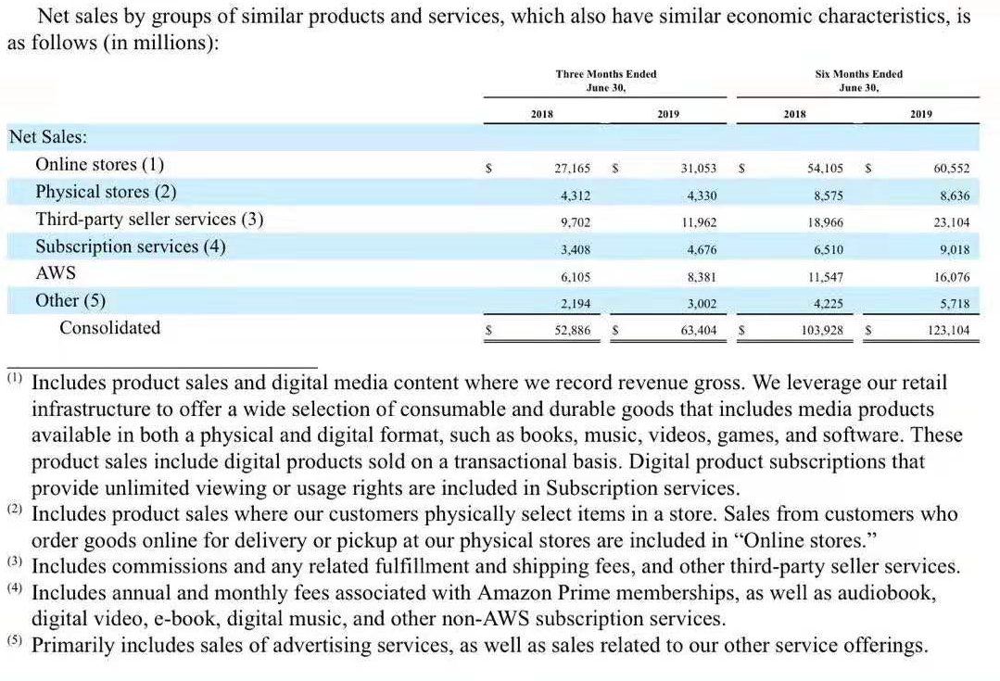 Net sales by groups of similar products and services, which also have similar economic characteristics, is
as follows (in millions):
Three Months Ended Six Months Ended
June 30, June 30,
2018 2019 2018 2019
Net Sales:
Online stores (1) $ 27,165 $ 31,053 $ 54,105 $ 60,552
Physical stores (2) 4,312 4,330 8,575 8,636
Third-party seller services (3) 9,702 11,962 18,966 23,104
Subscription services (4) 3,408 4,676 6,510 9,018
AWS 6,105 8,381 11,547 16,076
Other (5) 2,194 3,002 4,225 5,718
Consolidated $ 52,886 $ 63,404 $ 103,928 $ 123,104
(1) Includes product sales and digital media content where we record revenue gross. We leverage our retail
infrastructure to offer a wide selection of consumable and durable goods that includes media products
available in both a physical and digital format, such as books, music, videos, games, and software. These
product sales include digital products sold on a transactional basis. Digital product subscriptions that
provide unlimited viewing or usage rights are included in Subscription services.
(2) Includes product sales where our customers physically select items in a store. Sales from customers who
order goods online for delivery or pickup at our physical stores are included in “Online stores.”
(3) Includes commissions and any related fulfillment and shipping fees, and other third-party seller services.
(4) Includes annual and monthly fees associated with Amazon Prime memberships, as well as audiobook,
digital video, e-book, digital music, and other non-AWS subscription services.
(5) Primarily includes sales of advertising services, as well as sales related to our other service offerings.